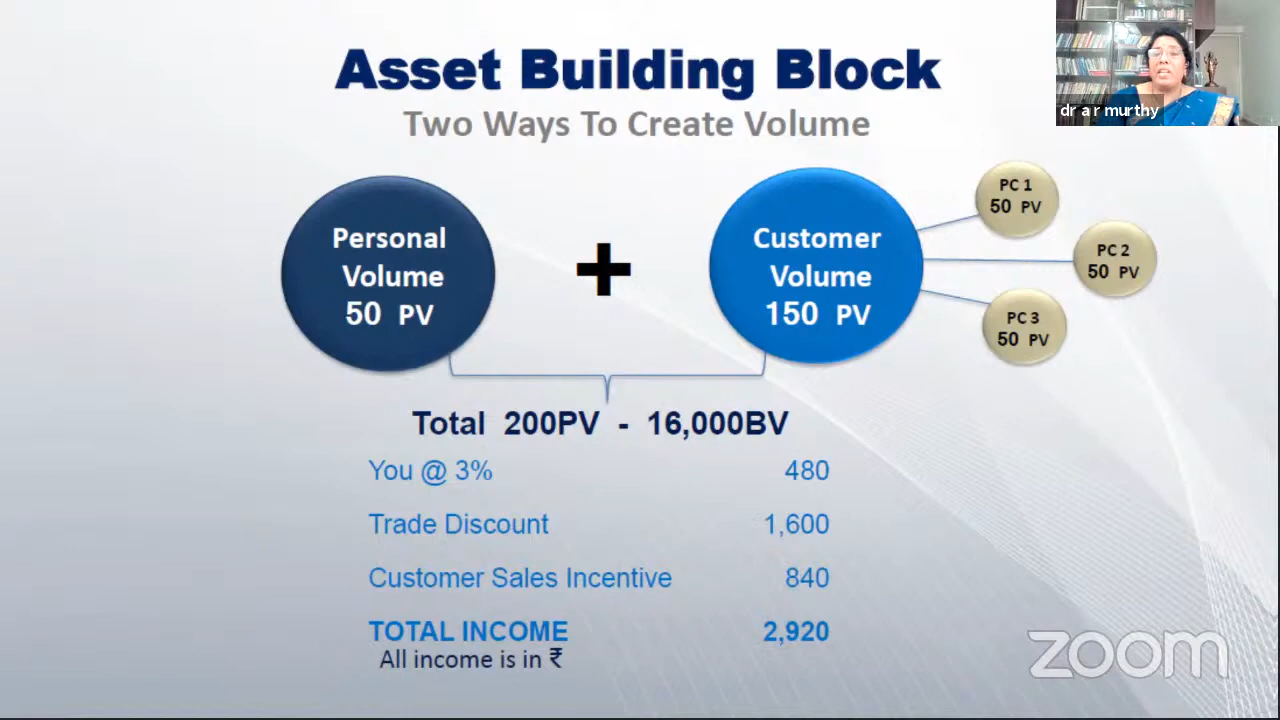 Asset Building Block
Two Ways To Create Volume
dr a r murthy
Personal
Volume
50 PV
+
Customer
Volume
150 PV
PC 1
50 PV
PC 2
50 PV
PC 3
50 PV
Total 200PV - 16,000BV
You @ 3% 480
Trade Discount 1,600
Customer Sales Incentive 840
TOTAL INCOME 2,920
All income is in ₹
zoom